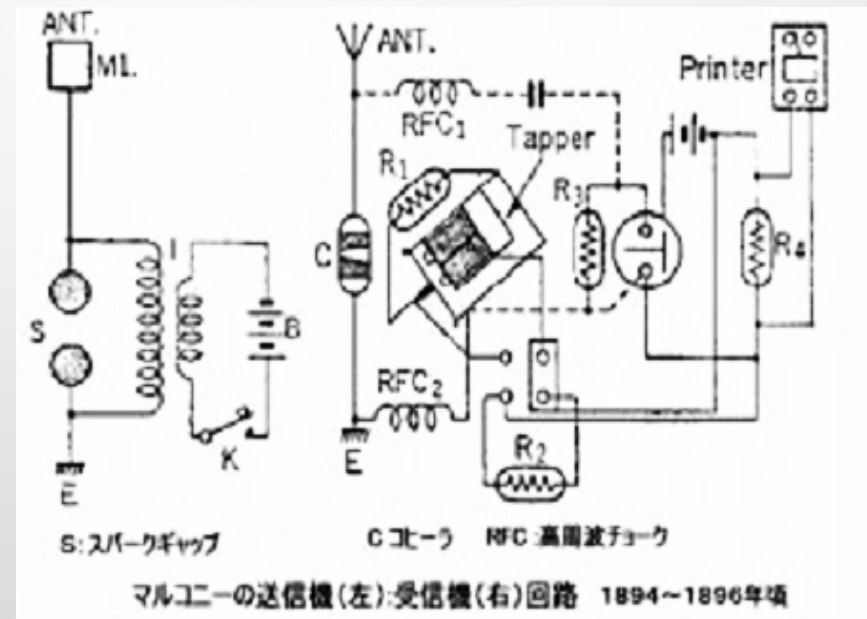 ANT.
M1.
I
S
B
K
E
ANT.
RFC1
Tapper
Printer
R1
R3
C
R4
RFC2
E
R2
S:スパークギャップ
C コヒーラ RFC:高周波チョーク
マルコニーの送信機(左):受信機(右)回路 1894～1896年頃